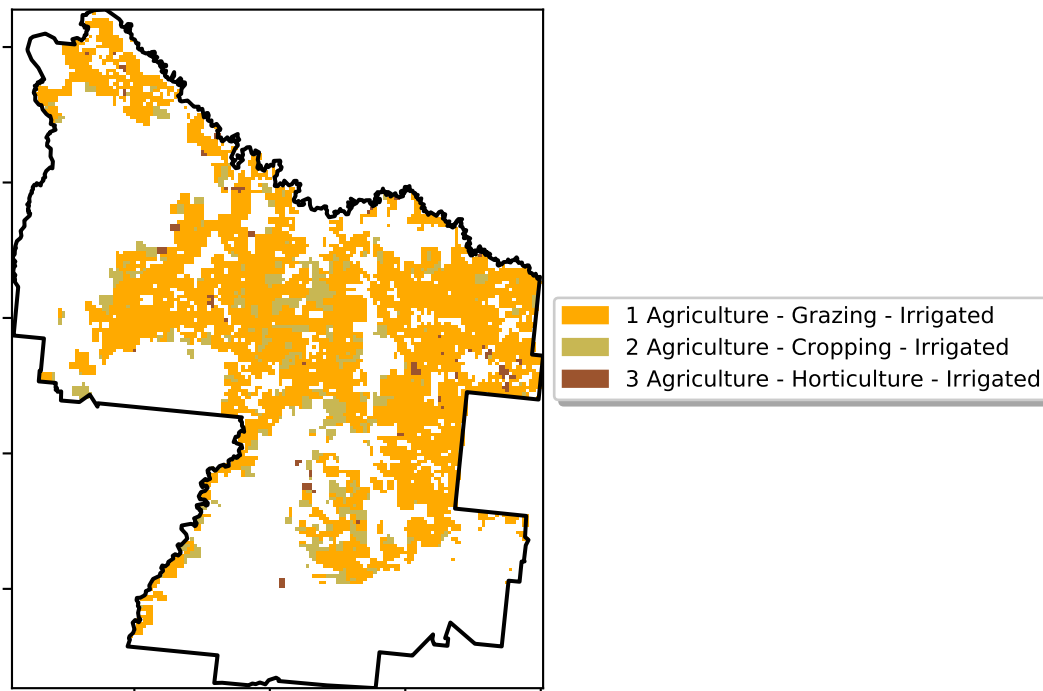 1 Agriculture - Grazing - Irrigated
2 Agriculture - Cropping - Irrigated
3 Agriculture - Horticulture - Irrigated